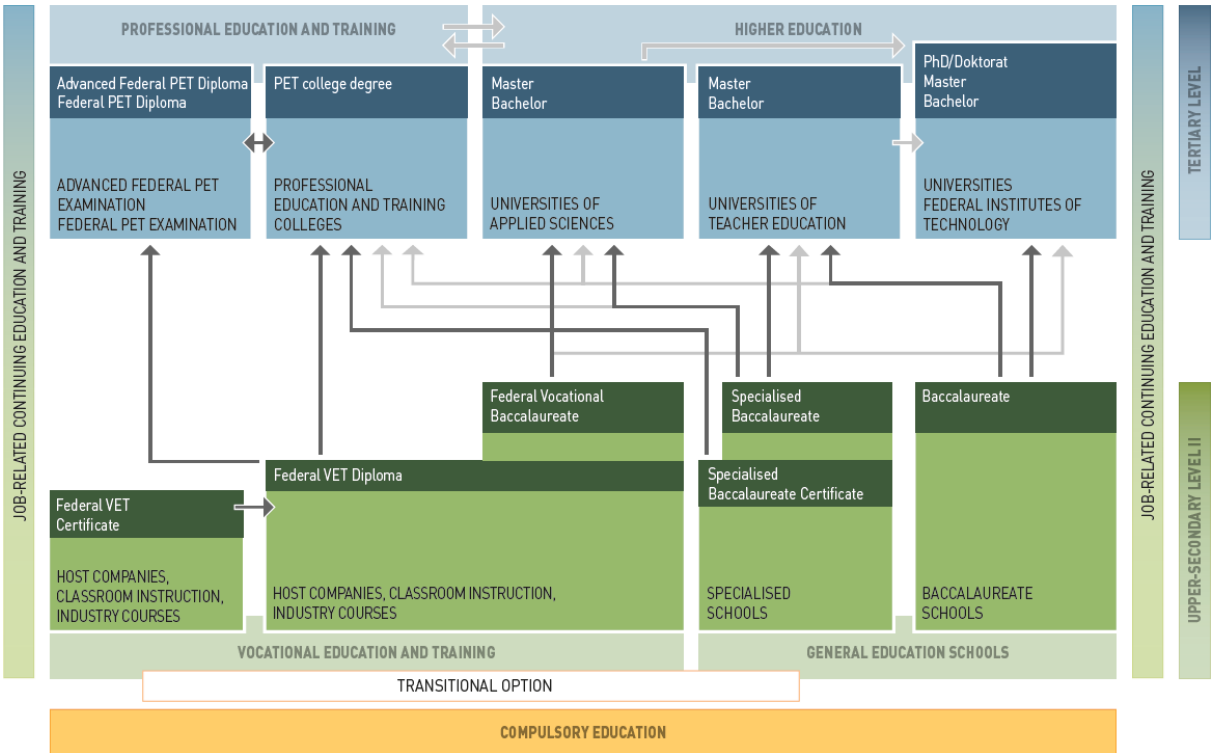 PROFESSIONAL EDUCATION AND TRAINING
HIGHER EDUCATION
Advanced Federal PET Diploma
Federal PET Diploma
ADVANCED FEDERAL PET
EXAMINATION
FEDERAL PET EXAMINATION
PET college degree
PROFESSIONAL
EDUCATION AND TRAINING
COLLEGES
Master
Bachelor
UNIVERSITIES OF
APPLIED SCIENCES
Master
Bachelor
UNIVERSITIES OF
TEACHER EDUCATION
PhD/Doktorat
Master
Bachelor
UNIVERSITIES
FEDERAL INSTITUTES OF
TECHNOLOGY
JOB-RELATED CONTINUING EDUCATION AND TRAINING
JOB-RELATED CONTINUING EDUCATION AND TRAINING
TERTIARY LEVEL
UPPER-SECONDARY LEVEL II
Federal VET
Certificate
HOST COMPANIES,
CLASSROOM INSTRUCTION,
INDUSTRY COURSES
Federal Vocational
Baccalaureate
Federal VET Diploma
HOST COMPANIES, CLASSROOM INSTRUCTION,
INDUSTRY COURSES
Specialised
Baccalaureate
Specialised
Baccalaureate Certificate
SPECIALISED
SCHOOLS
Baccalaureate
BACCALAUREATE
SCHOOLS
VOCATIONAL EDUCATION AND TRAINING
GENERAL EDUCATION SCHOOLS
TRANSITIONAL OPTION
COMPULSORY EDUCATION